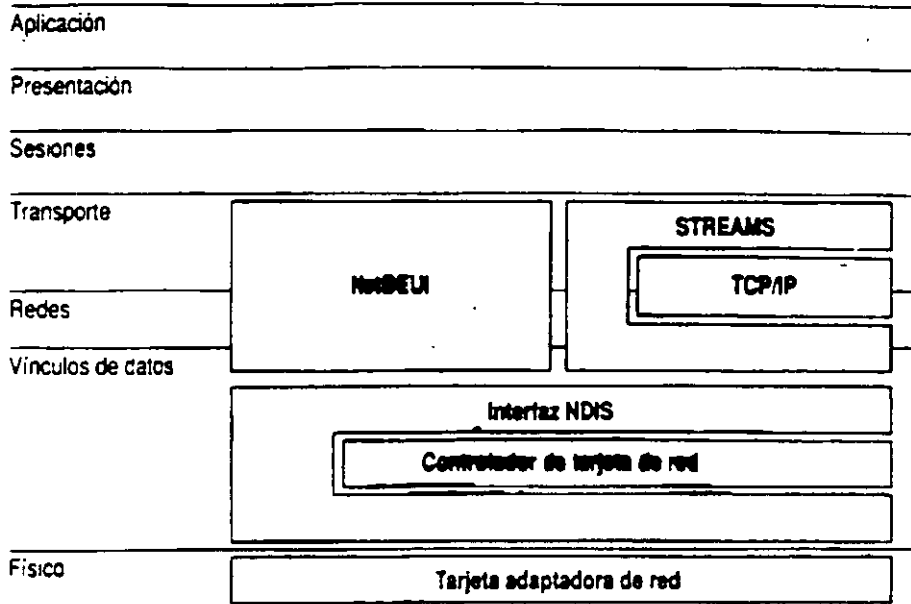 Aplicación
Presentación
Sesiones
Transporte
STREAMS
NetBEUI
TCP/IP
Redes
Vínculos de datos
Interfaz NDIS
Controlador de tarjeta de red
Físico
Tarjeta adaptadora de red